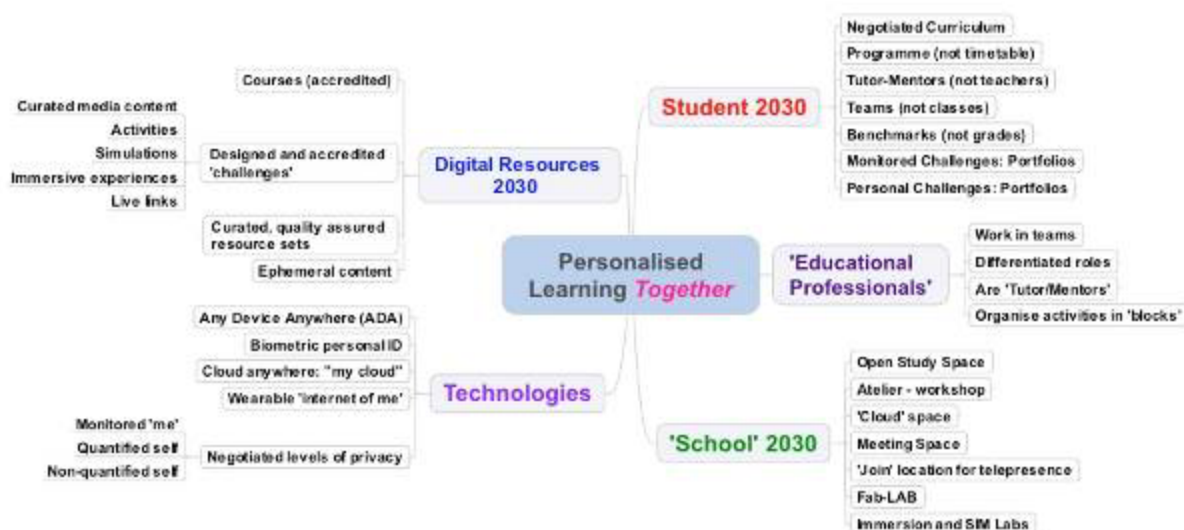 Personalised
Learning Together
Student 2030
Negotiated Curriculum
Programme (not timetable)
Tutor-Mentors (not teachers)
Teams (not classes)
Benchmarks (not grades)
Monitored Challenges: Portfolios
Personal Challenges: Portfolios
'Educational
Professionals'
Work in teams
Differentiated roles
Are 'Tutor/Mentors'
Organise activities in 'blocks'
'School' 2030
Open Study Space
Atelier - workshop
'Cloud' space
Meeting Space
'Join' location for telepresence
Fab-LAB
Immersion and SIM Labs
Digital Resources
2030
Courses (accredited)
Designed and accredited
'challenges'
Curated media content
Activities
Simulations
Immersive experiences
Live links
Curated, quality assured
resource sets
Ephemeral content
Technologies
Any Device Anywhere (ADA)
Biometric personal ID
Cloud anywhere: "my cloud"
Wearable 'internet of me'
Negotiated levels of privacy
Monitored 'me'
Quantified self
Non-quantified self